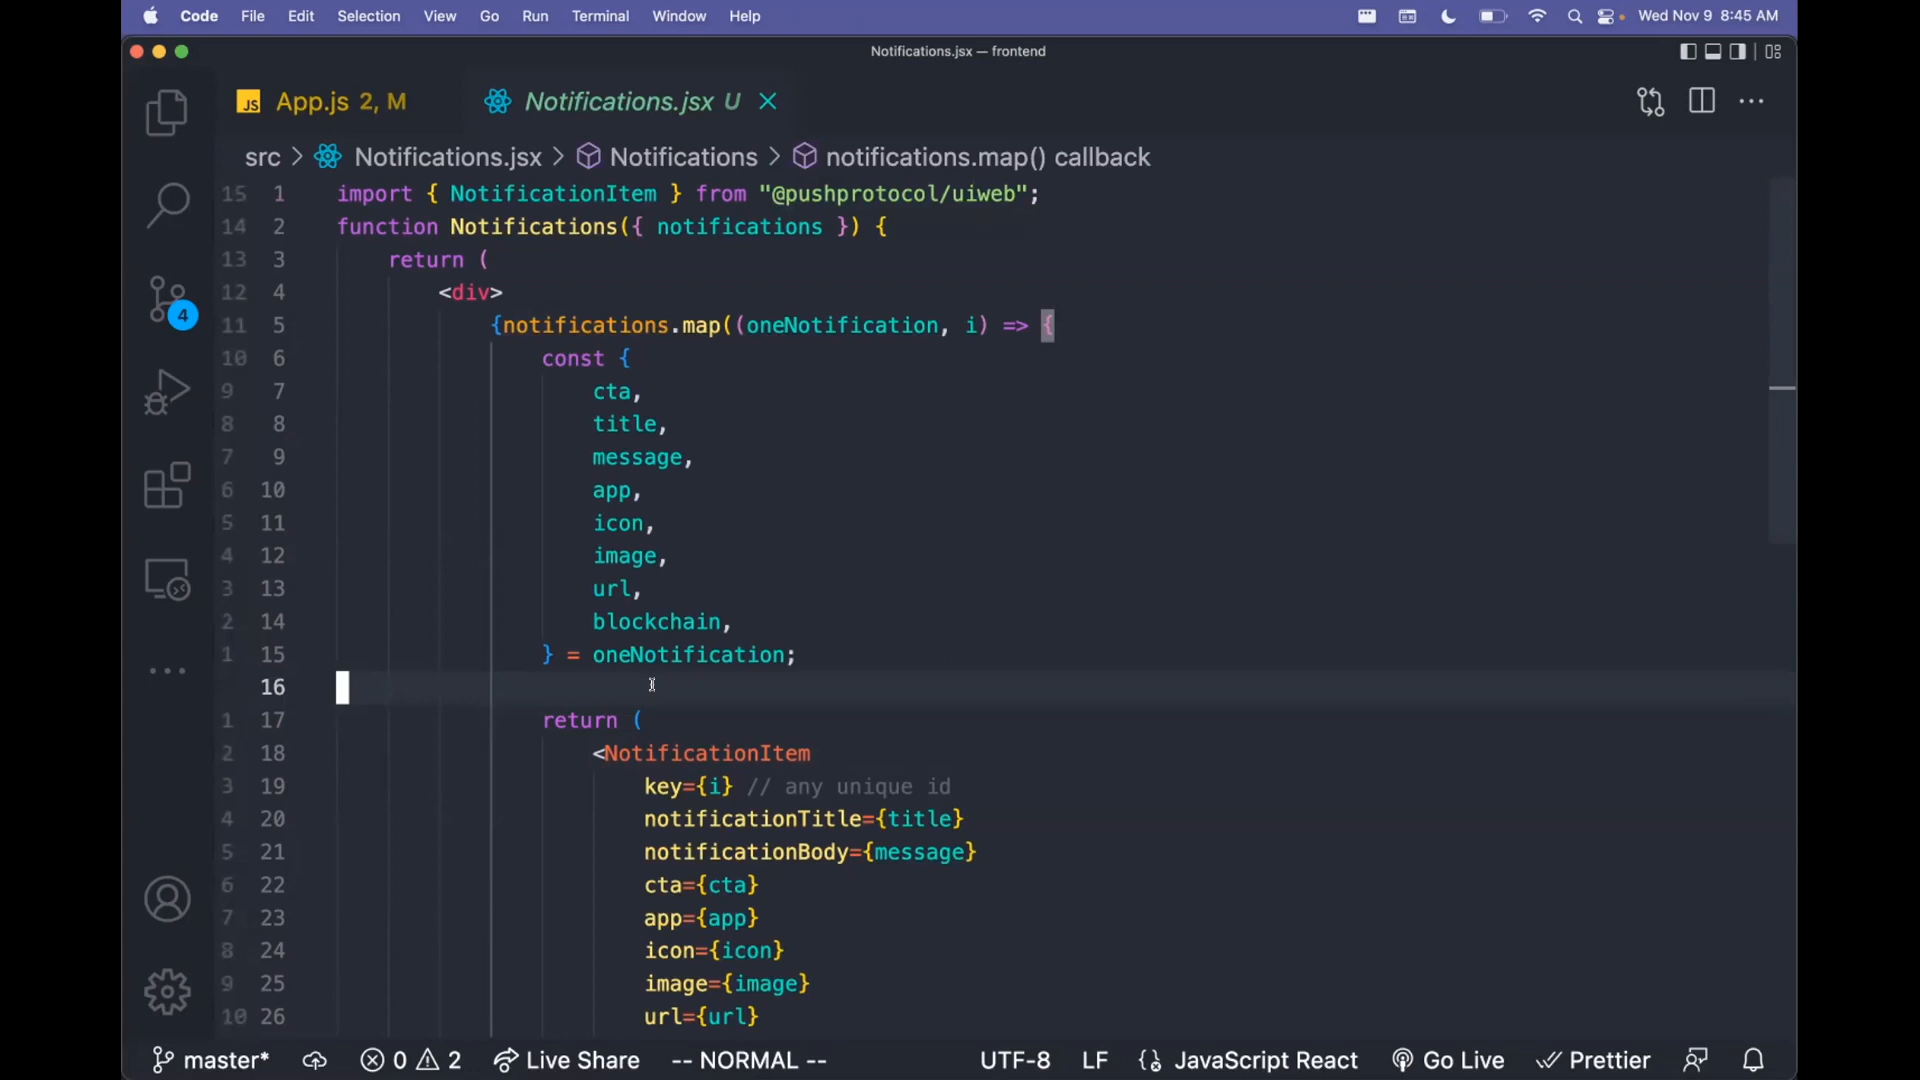 Code File Edit Selection View Go Run Terminal Window Help Wed Nov 9 8:45 AM
Notifications.jsx — frontend
JS App.js 2, M Notifications.jsx U
src > Notifications.jsx > Notifications > notifications.map() callback
15 1 import { NotificationItem } from "@pushprotocol/uiweb";
14 2 function Notifications({ notifications }) {
13 3 return (
12 4 <div>
11 5 {notifications.map((oneNotification, i) => {
10 6 const {
9 7 cta,
8 8 title,
7 9 message,
6 10 app,
5 11 icon,
4 12 image,
3 13 url,
2 14 blockchain,
1 15 } = oneNotification;
16
1 17 return (
2 18 <NotificationItem
3 19 key={i} // any unique id
4 20 notificationTitle={title}
5 21 notificationBody={message}
6 22 cta={cta}
7 23 app={app}
8 24 icon={icon}
9 25 image={image}
10 26 url={url}
4
master* 0 2 Live Share -- NORMAL -- UTF-8 LF JavaScript React Go Live Prettier